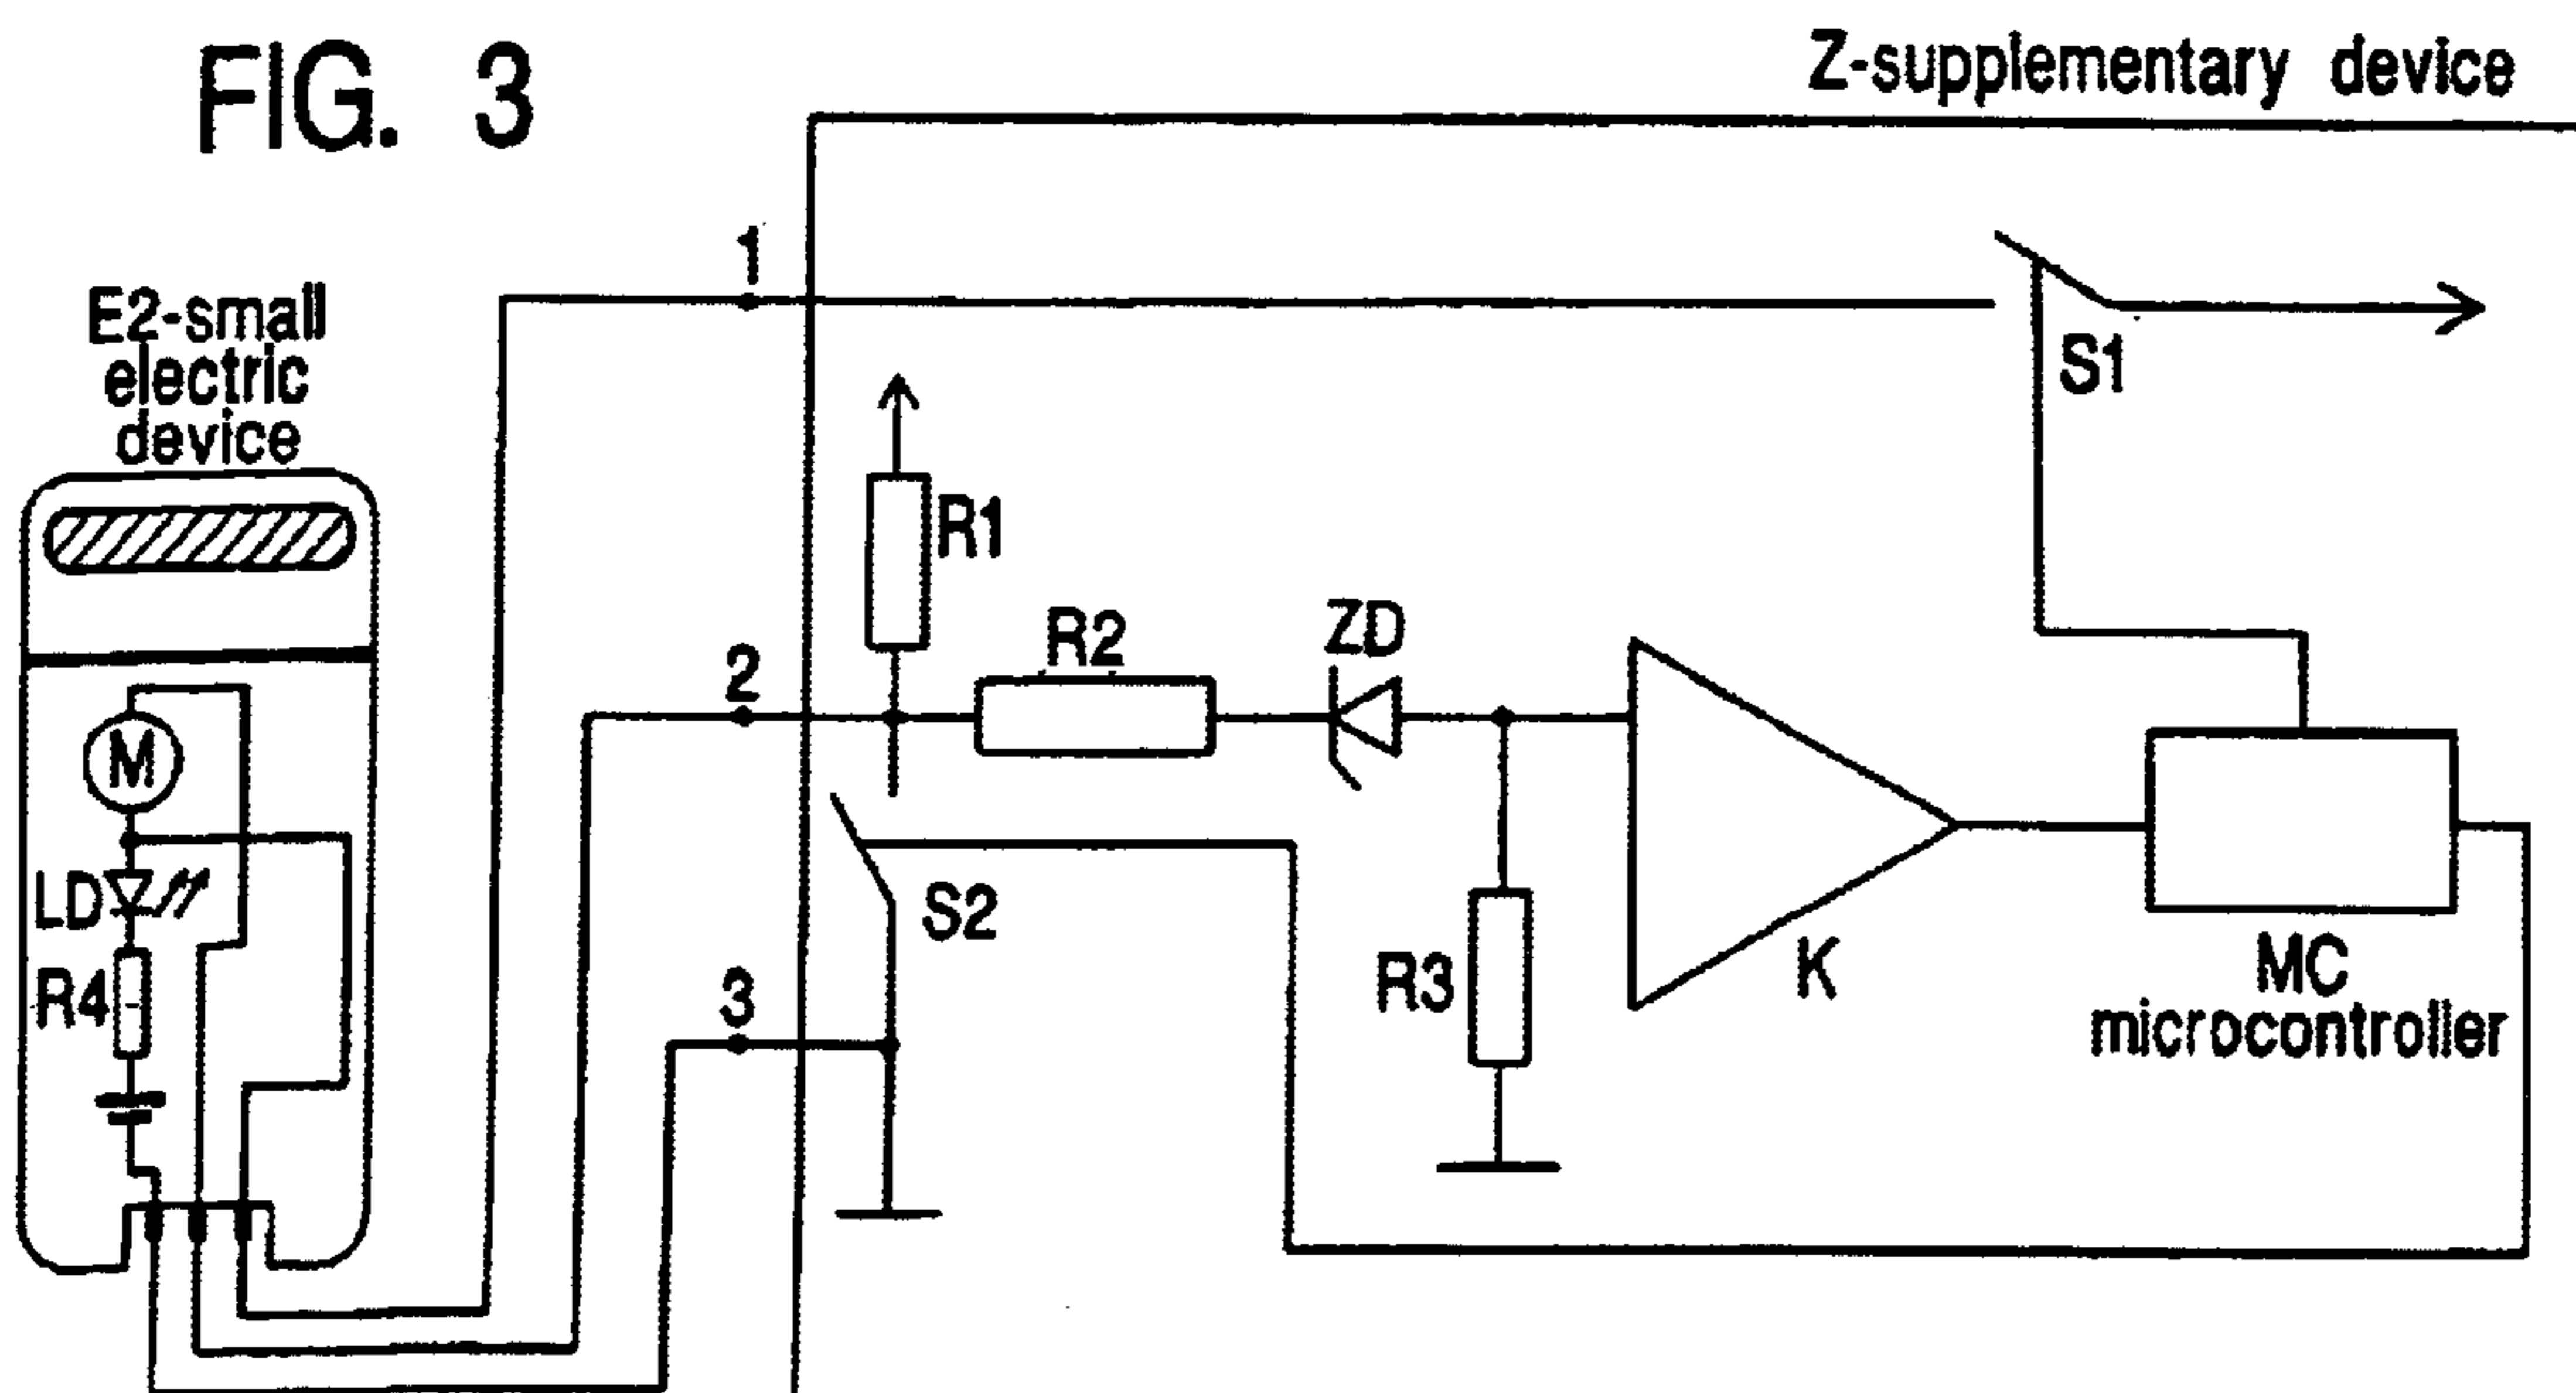 FIG. 3
Z-supplementary device
1
S1
E2-small
electric
device
R1
2
R2
ZD
M
LD
S2
R4
3
R3
K
MC
microcontroller